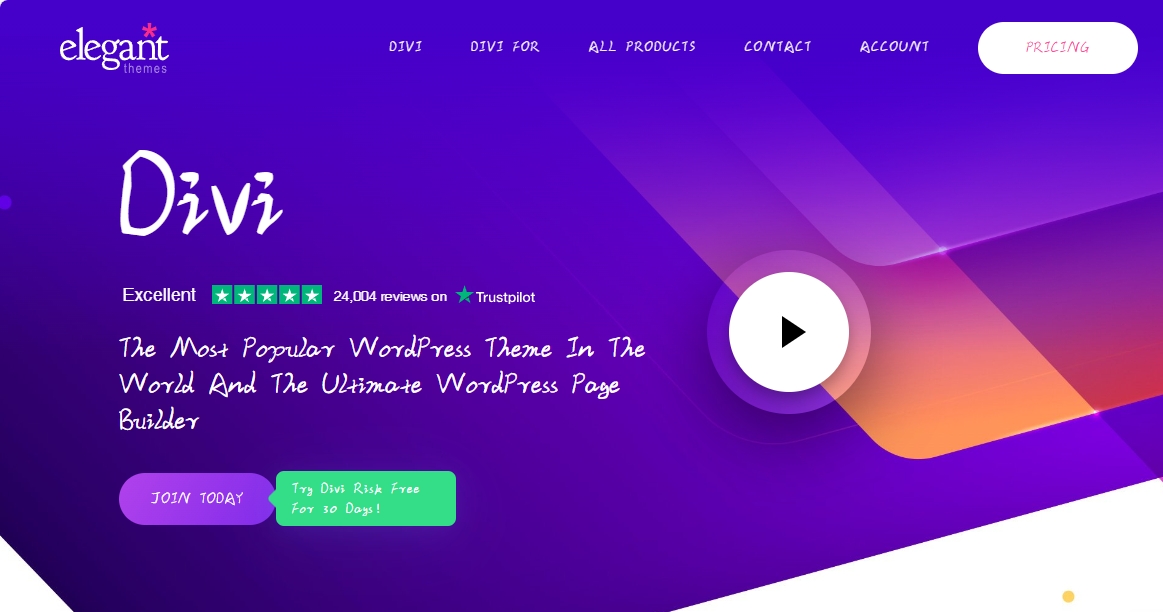 elegant
themes
DIVI
DIVI FOR
ALL PRODUCTS
CONTACT
ACCOUNT
PRICING
Divi
Excellent 24,004 reviews on Trustpilot
The Most Popular WordPress Theme In The
World And The Ultimate WordPress Page
Builder
JOIN TODAY
Try Divi Risk Free
For 30 Days!